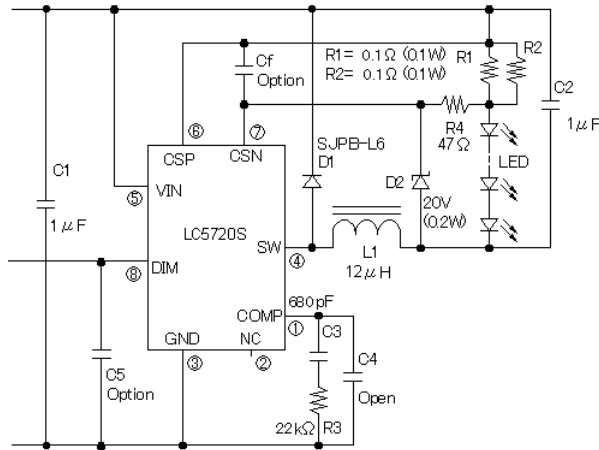 Cf
Option
R1= 0.1Ω (0.1W)
R2= 0.1Ω (0.1W)
R1
R2
C2
1μF
⑥
⑦
CSP
CSN
SJPB-L6
D1
R4
47Ω
LED
C1
1μF
⑤
VIN
D2
20V
(0.2W)
LC5720S
SW
④
L1
12μH
⑧
DIM
COMP
680pF
①
GND
NC
③
②
C3
C4
Open
C5
Option
22kΩ
R3